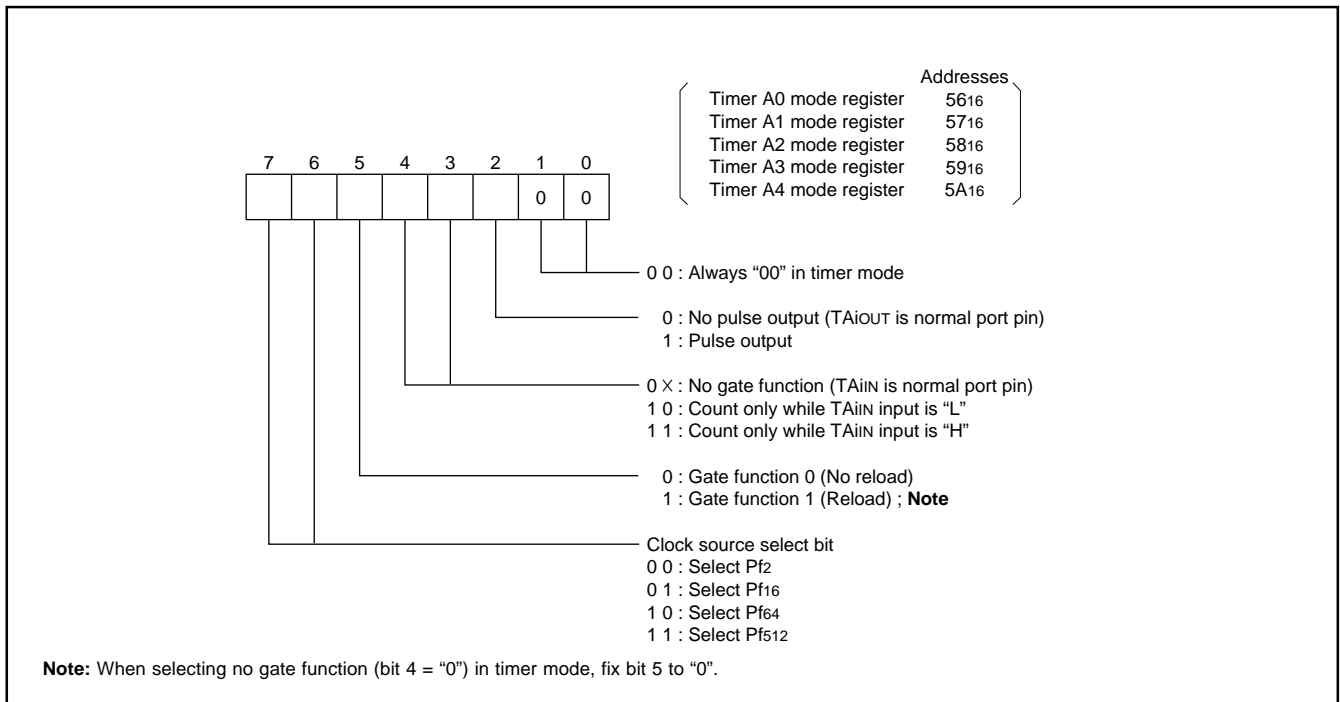 Addresses
Timer A0 mode register 5616
Timer A1 mode register 5716
Timer A2 mode register 5816
Timer A3 mode register 5916
Timer A4 mode register 5A16
7 6 5 4 3 2 1 0
0 0
0 0 : Always “00” in timer mode
0 : No pulse output (TAiOUT is normal port pin)
1 : Pulse output
0 × : No gate function (TAiIN is normal port pin)
1 0 : Count only while TAiIN input is “L”
1 1 : Count only while TAiIN input is “H”
0 : Gate function 0 (No reload)
1 : Gate function 1 (Reload) ; Note
Clock source select bit
0 0 : Select Pf2
0 1 : Select Pf16
1 0 : Select Pf64
1 1 : Select Pf512
Note: When selecting no gate function (bit 4 = “0”) in timer mode, fix bit 5 to “0”.